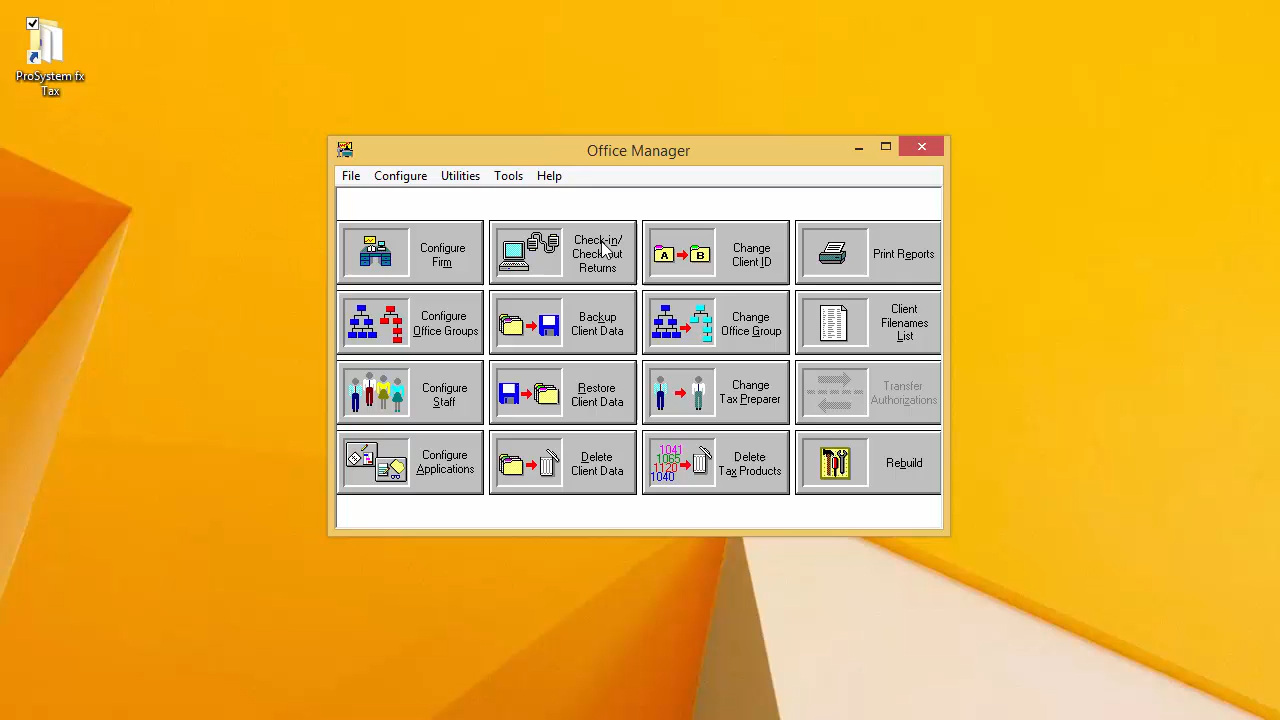 ProSystem fx
Tax
Office Manager
File Configure Utilities Tools Help
Configure
Firm
Check-in/
Checkout
Returns
Change
Client ID
Print Reports
Configure
Office Groups
Backup
Client Data
Change
Office Group
Client
Filenames
List
Configure
Staff
Restore
Client Data
A
B
Change
Tax Preparer
Transfer
Authorizations
Configure
Applications
Delete
Client Data
1041
1065
1120
1040
Delete
Tax Products
Rebuild